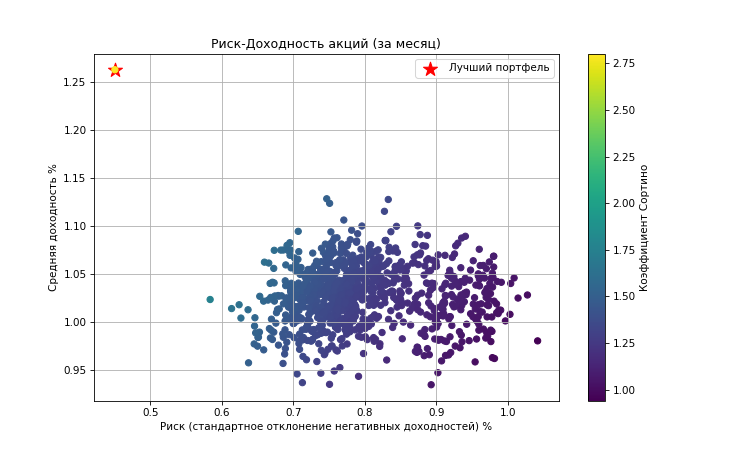 Риск-Доходность акций (за месяц)
Лучший портфель
1.25
1.20
1.15
1.10
1.05
1.00
0.95
Средняя доходность %
0.5 0.6 0.7 0.8 0.9 1.0
Риск (стандартное отклонение негативных доходностей) %
2.75
2.50
2.25
2.00
1.75
1.50
1.25
1.00
Коэффициент Сортино